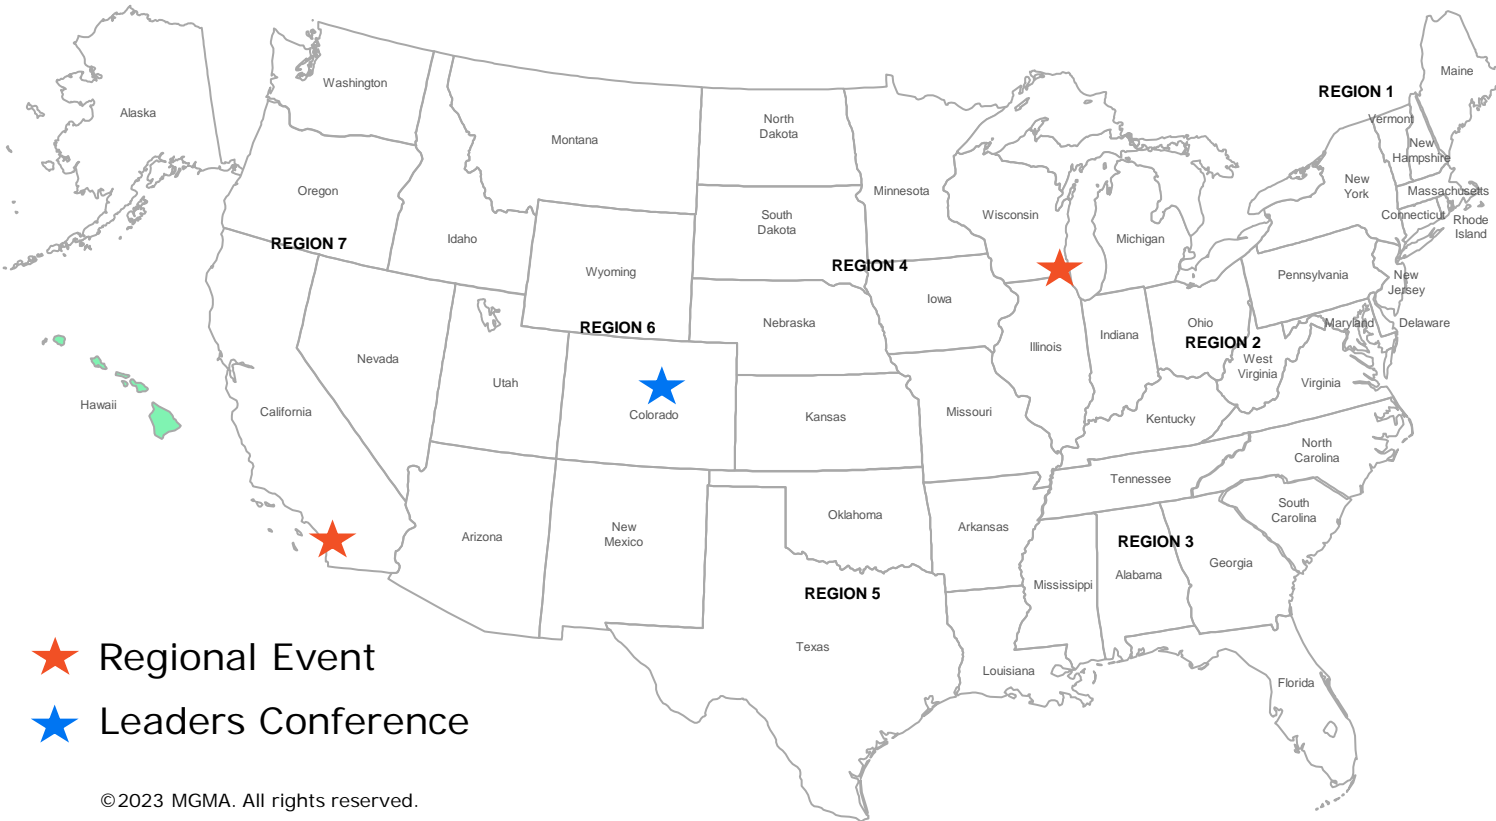 Maine
Washington
REGION 1
Alaska
Vermont
North
Dakota
Montana
New
Hampshire
New
York
Oregon
Minnesota
Massachusetts
Wisconsin
South
Dakota
Connecticut
Rhode
Island
Idaho
Michigan
REGION 7
REGION 4
Wyoming
Pennsylvania
New
Jersey
Iowa
REGION 6
Nebraska
Ohio
Maryland
Delaware
Indiana
REGION 2
Illinois
Nevada
West
Virginia
Utah
Virginia
Hawaii
California
Colorado
Kansas
Missouri
Kentucky
North
Carolina
Tennessee
South
Carolina
Oklahoma
Arkansas
New
Mexico
Arizona
REGION 3
Georgia
Alabama
Mississippi
REGION 5
Texas
Louisiana
Florida
Regional Event
Leaders Conference
©2023 MGMA. All rights reserved.